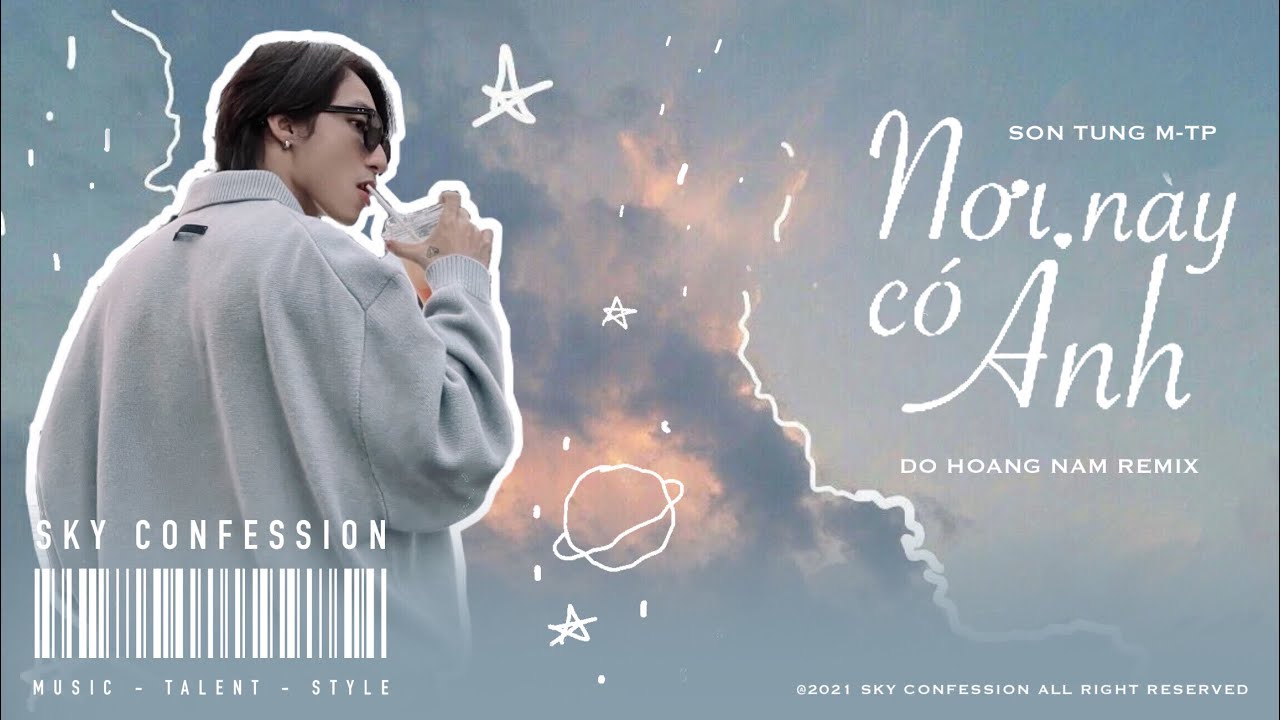 SON TUNG M-TP
Nơi này
có Anh
DO HOANG NAM REMIX
SKY CONFESSION
MUSIC - TALENT - STYLE
©2021 SKY CONFESSION ALL RIGHT RESERVED